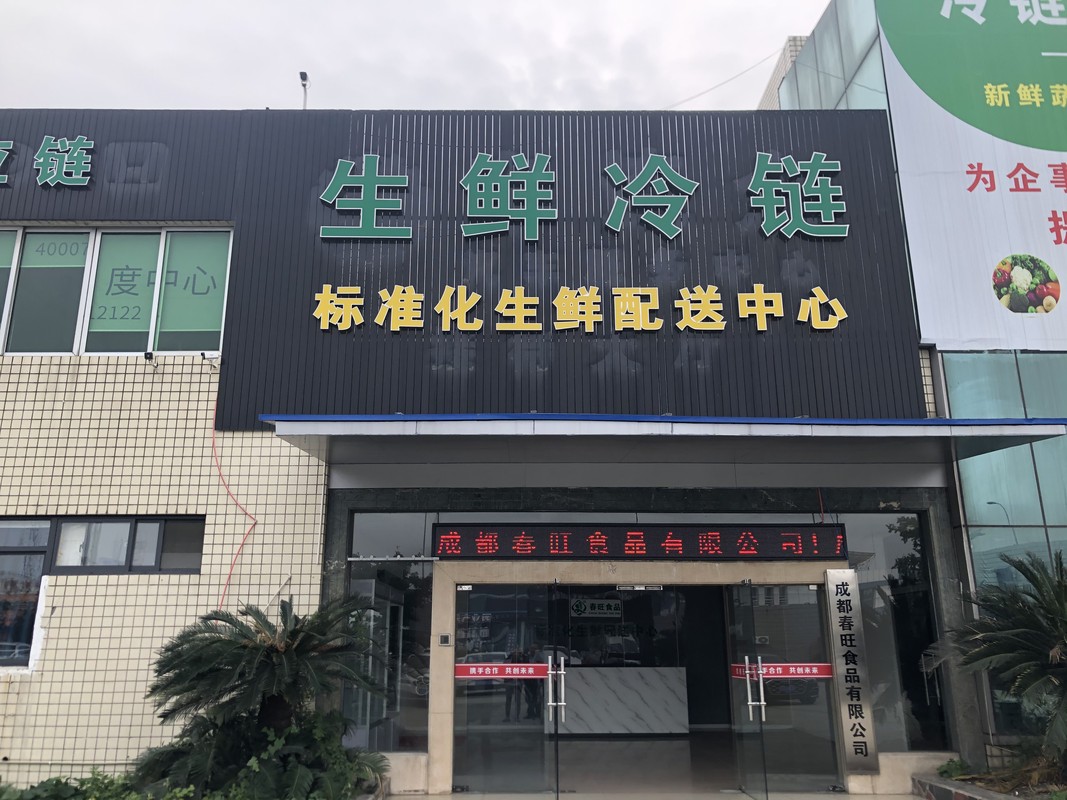 链
生鲜冷链
标准化生鲜配送中心
40007
度中心
2122
冷链
新鲜蔬
为企事
成都春旺食品有限公司!
春旺食品
携手合作 共创未来
手合作 共创未来
成都春旺食品有限公司